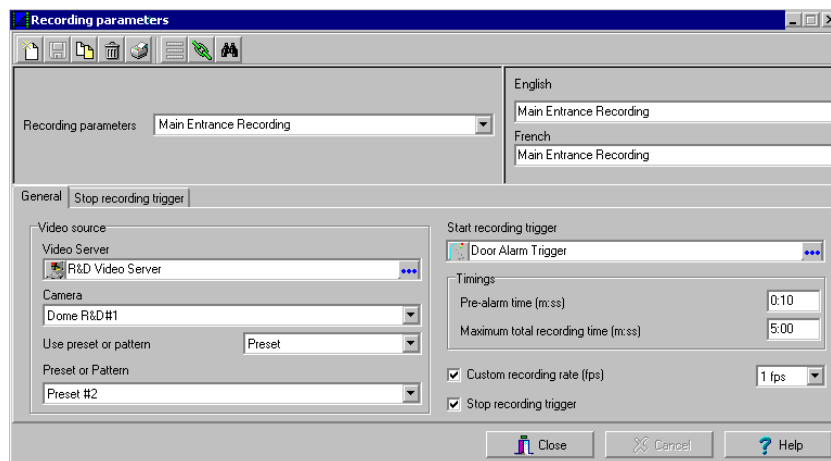 Recording parameters
English
Main Entrance Recording
Recording parameters Main Entrance Recording
French
Main Entrance Recording
General Stop recording trigger
Video source
Video Server
R&D Video Server
Camera
Dome R&D#1
Use preset or pattern Preset
Preset or Pattern
Preset #2
Start recording trigger
Door Alarm Trigger
Timings
Pre-alarm time (m:ss) 0:10
Maximum total recording time (m:ss) 5:00
Custom recording rate (fps) 1 fps
Stop recording trigger
Close Cancel Help